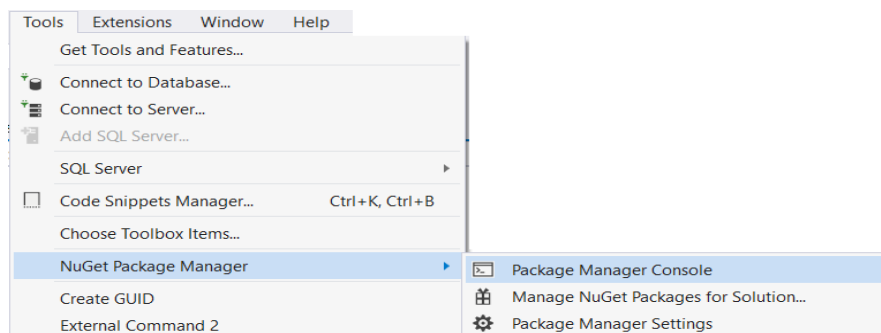 Tools Extensions Window Help
Get Tools and Features...
Connect to Database...
Connect to Server...
Add SQL Server...
SQL Server
Code Snippets Manager... Ctrl+K, Ctrl+B
Choose Toolbox Items...
NuGet Package Manager
Package Manager Console
Create GUID
Manage NuGet Packages for Solution...
External Command 2
Package Manager Settings